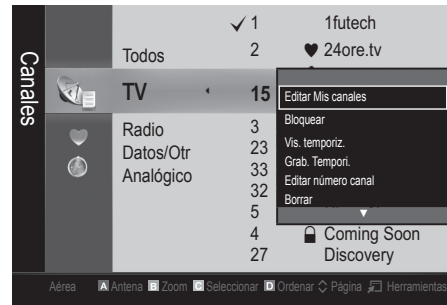 Canales
✓ 1 1futech
Todos 2 ♥ 24ore.tv
TV 15
Radio 3
Datos/Otr 23
Analógico 33
32
5
4 Coming Soon
27 Discovery
Editar Mis canales
Bloquear
Vis. temporiz.
Grab. Tempori.
Editar número canal
Borrar
▼
Aérea A Antena B Zoom C Seleccionar D Ordenar Página Herramientas